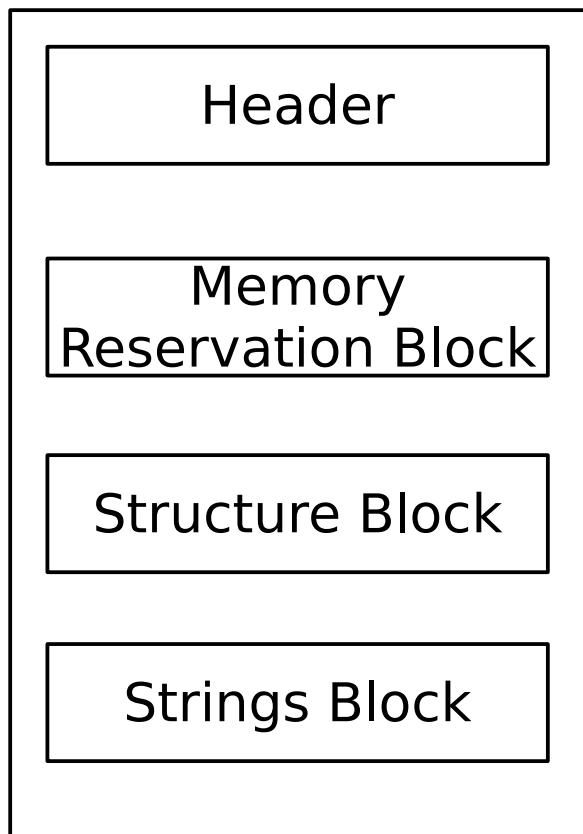 Header
Memory
Reservation Block
Structure Block
Strings Block